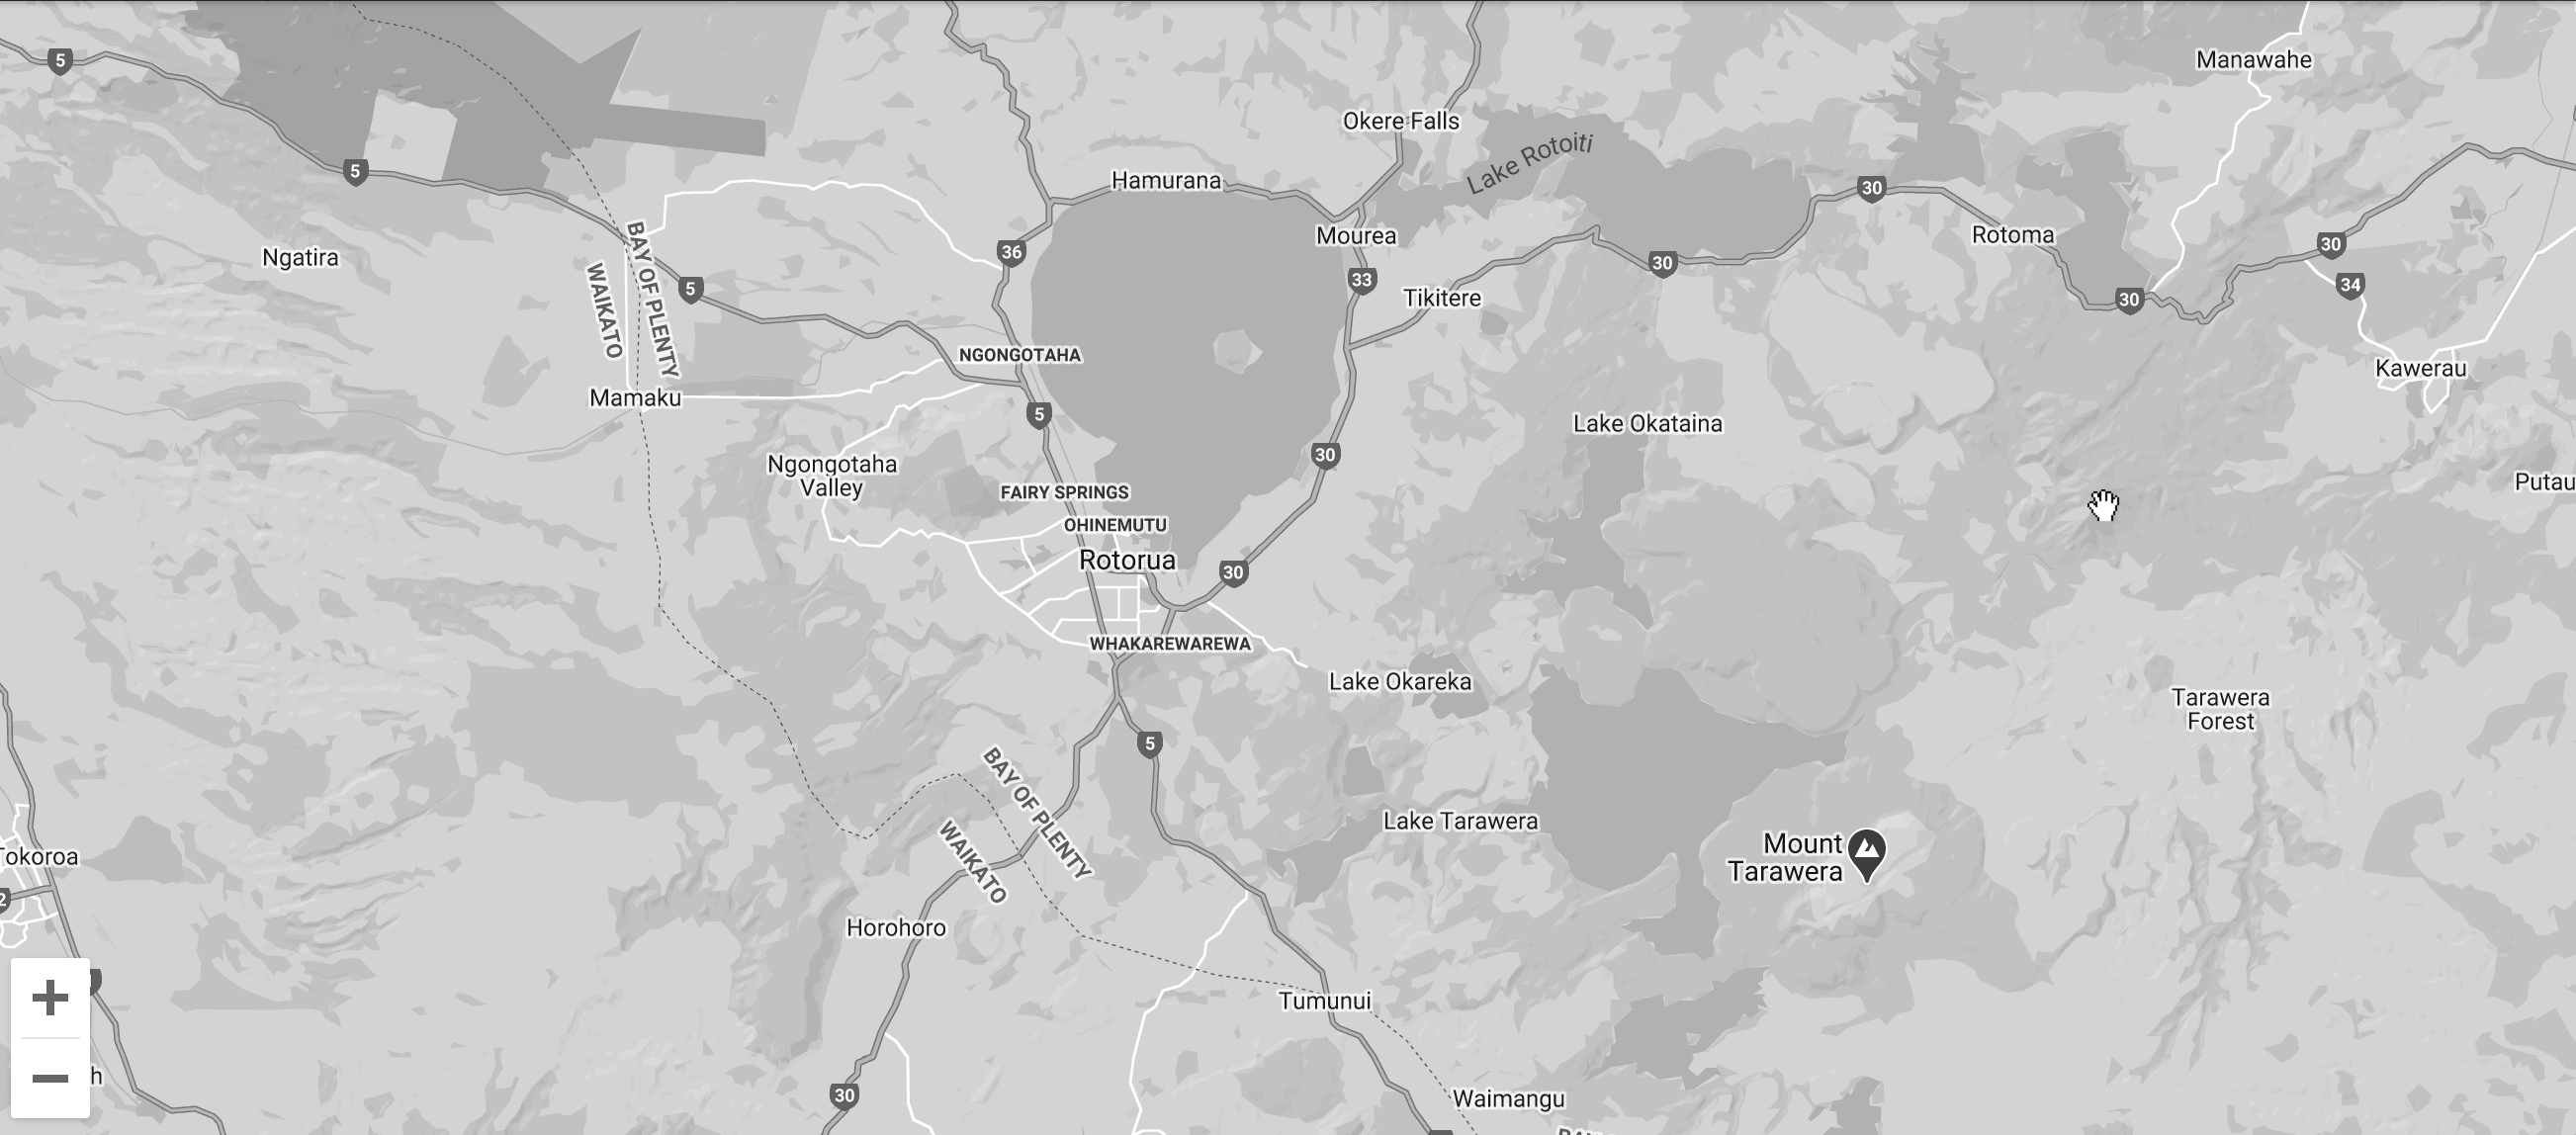 Manawahe
5
Okere Falls
Lake Rotoiti
5
Hamurana
30
BAY OF PLENTY
WAIKATO
Mourea
Rotoma
30
36
Ngatira
30
33
34
5
Tikitere
30
NGONGOTAHA
Kawerau
Mamaku
5
Lake Okataina
30
Ngongotaha
Valley
Putau
FAIRY SPRINGS
OHINEMUTU
Rotorua
30
WHAKAREWAREWA
Lake Okareka
Tarawera
Forest
5
BAY OF PLENTY
WAIKATO
Lake Tarawera
Mount
Tarawera
Tokoroa
2
Horohoro
+
Tumunui
−
h
30
Waimangu